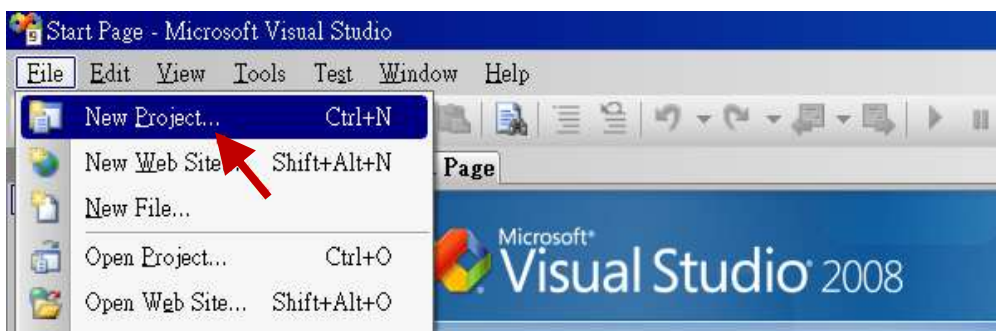 Start Page - Microsoft Visual Studio
File Edit View Tools Test Window Help
New Project... Ctrl+N
New Web Site... Shift+Alt+N
Page
New File...
Open Project... Ctrl+O
Open Web Site... Shift+Alt+O
Microsoft
Visual Studio 2008